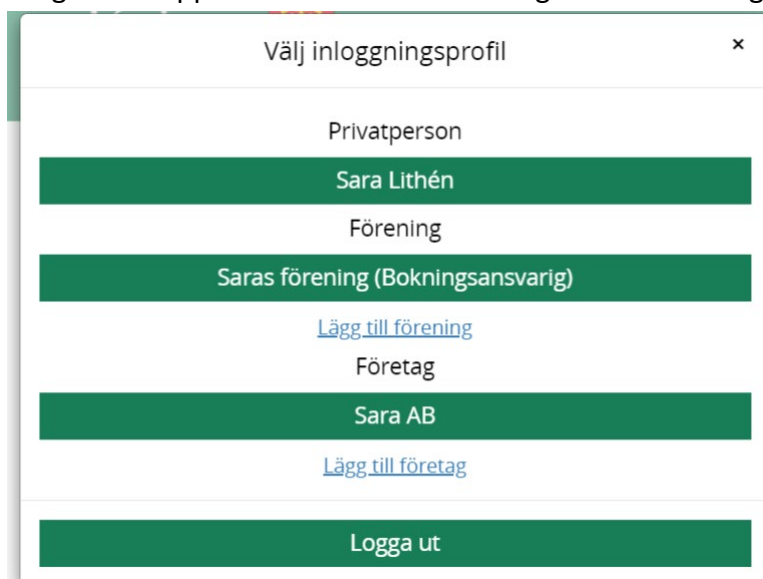 Välj inloggningsprofil ×
Privatperson
Sara Lithén
Förening
Saras förening (Bokningsansvarig)
Lägg till förening
Företag
Sara AB
Lägg till företag
Logga ut